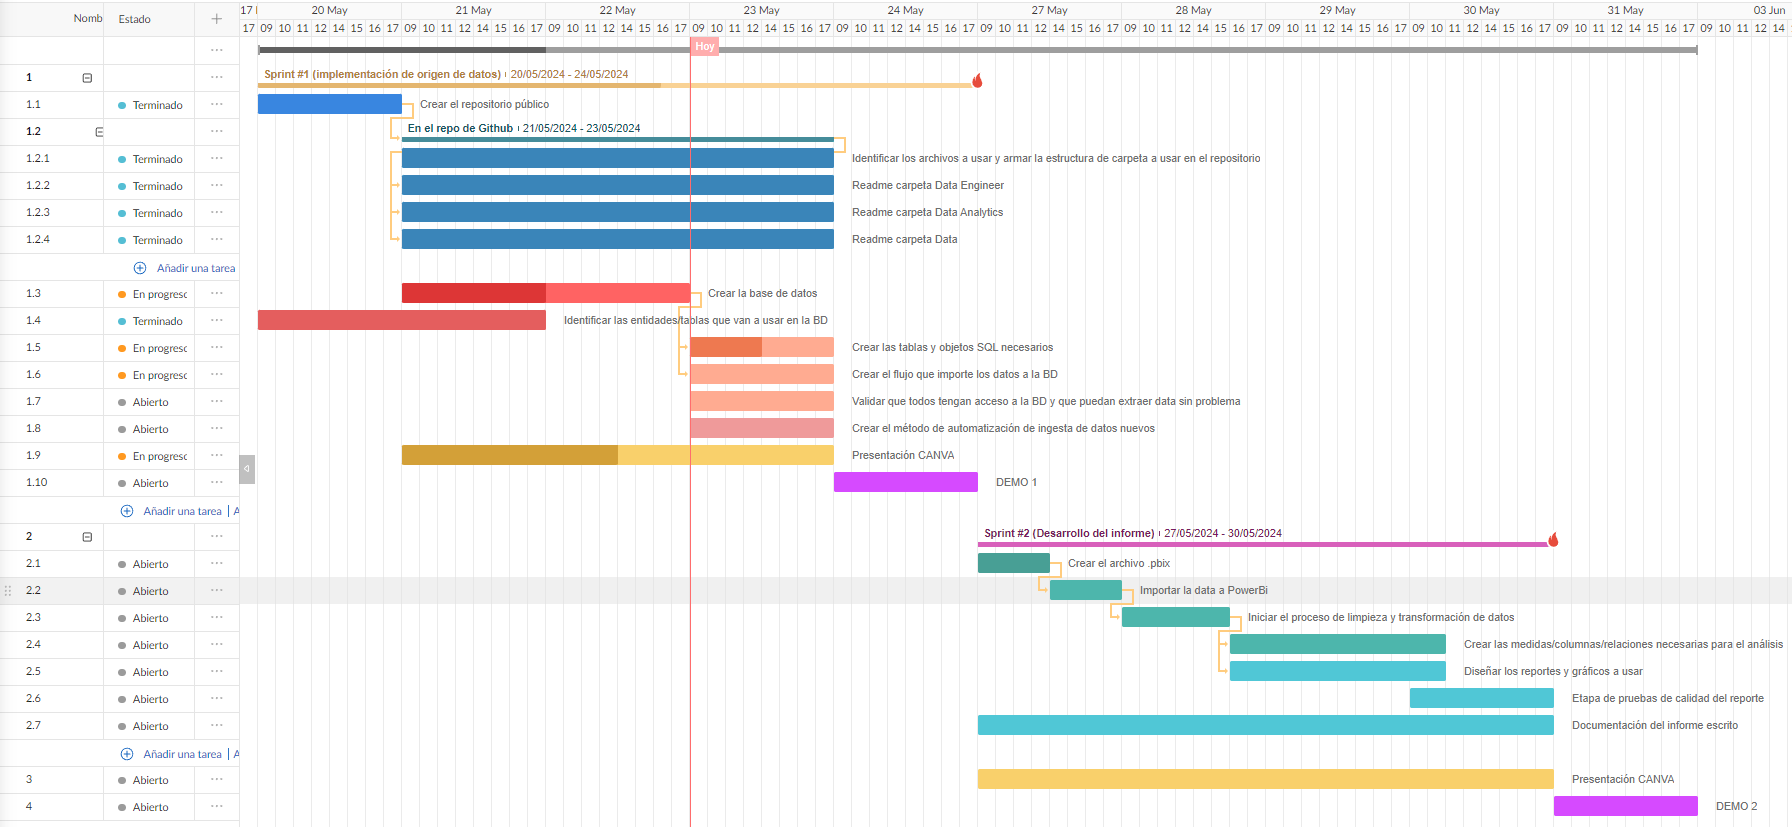 Nomb Estado
17 20 May 21 May 22 May 23 May 24 May 27 May 28 May 29 May 30 May 31 May 03 Jun
17 09 10 11 12 14 15 16 17 09 10 11 12 14 15 16 17 09 10 11 12 14 15 16 17 09 10 11 12 14 15 16 17 09 10 11 12 14 15 16 17 09 10 11 12 14 15 16 17 09 10 11 12 14 15 16 17 09 10 11 12 14 15 16 17 09 10 11 12 14 15 16 17 09 10 11 12 14 15 16 17 09 10 11 12 14
Hoy
1 Sprint #1 (implementación de origen de datos) 20/05/2024 - 24/05/2024
1.1 Terminado Crear el repositorio público
1.2 En el repo de Github 21/05/2024 - 23/05/2024
1.2.1 Terminado Identificar los archivos a usar y armar la estructura de carpeta a usar en el repositorio
1.2.2 Terminado Readme carpeta Data Engineer
1.2.3 Terminado Readme carpeta Data Analytics
1.2.4 Terminado Readme carpeta Data
Añadir una tarea
1.3 En progreso Crear la base de datos
1.4 Terminado Identificar las entidades/tablas que van a usar en la BD
1.5 En progreso Crear las tablas y objetos SQL necesarios
1.6 En progreso Crear el flujo que importe los datos a la BD
1.7 Abierto Validar que todos tengan acceso a la BD y que puedan extraer data sin problema
1.8 Abierto Crear el método de automatización de ingesta de datos nuevos
1.9 En progreso Presentación CANVA
1.10 Abierto DEMO 1
Añadir una tarea | A
2 Sprint #2 (Desarrollo del informe) 27/05/2024 - 30/05/2024
2.1 Abierto Crear el archivo .pbix
2.2 Abierto Importar la data a PowerBi
2.3 Abierto Iniciar el proceso de limpieza y transformación de datos
2.4 Abierto Crear las medidas/columnas/relaciones necesarias para el análisis
2.5 Abierto Diseñar los reportes y gráficos a usar
2.6 Abierto Etapa de pruebas de calidad del reporte
2.7 Abierto Documentación del informe escrito
Añadir una tarea | A
3 Abierto Presentación CANVA
4 Abierto DEMO 2